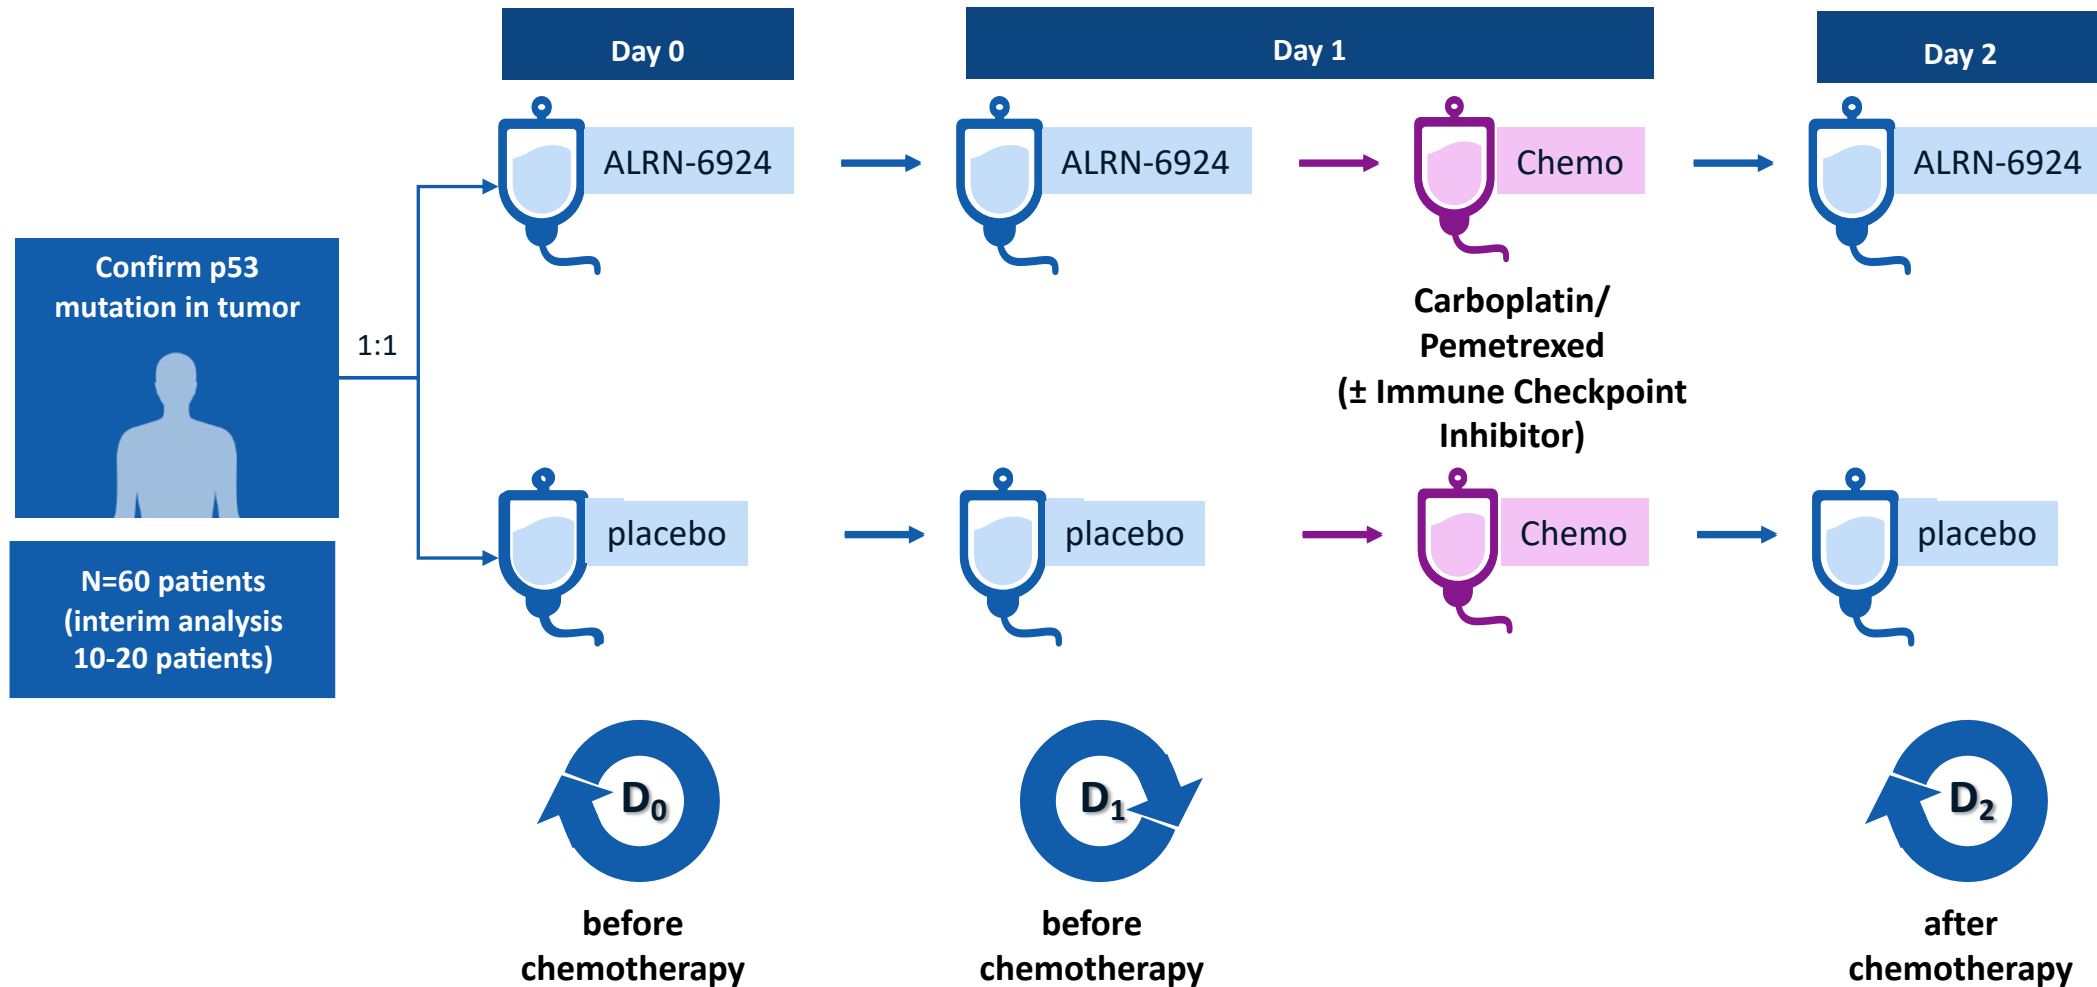 Day 0
Day 1
Day 2
ALRN-6924
ALRN-6924
Chemo
ALRN-6924
Confirm p53
mutation in tumor
1:1
Carboplatin/
Pemetrexed
(± Immune Checkpoint
Inhibitor)
placebo
placebo
Chemo
placebo
N=60 patients
(interim analysis
10-20 patients)
D0
D1
D2
before
chemotherapy
before
chemotherapy
after
chemotherapy